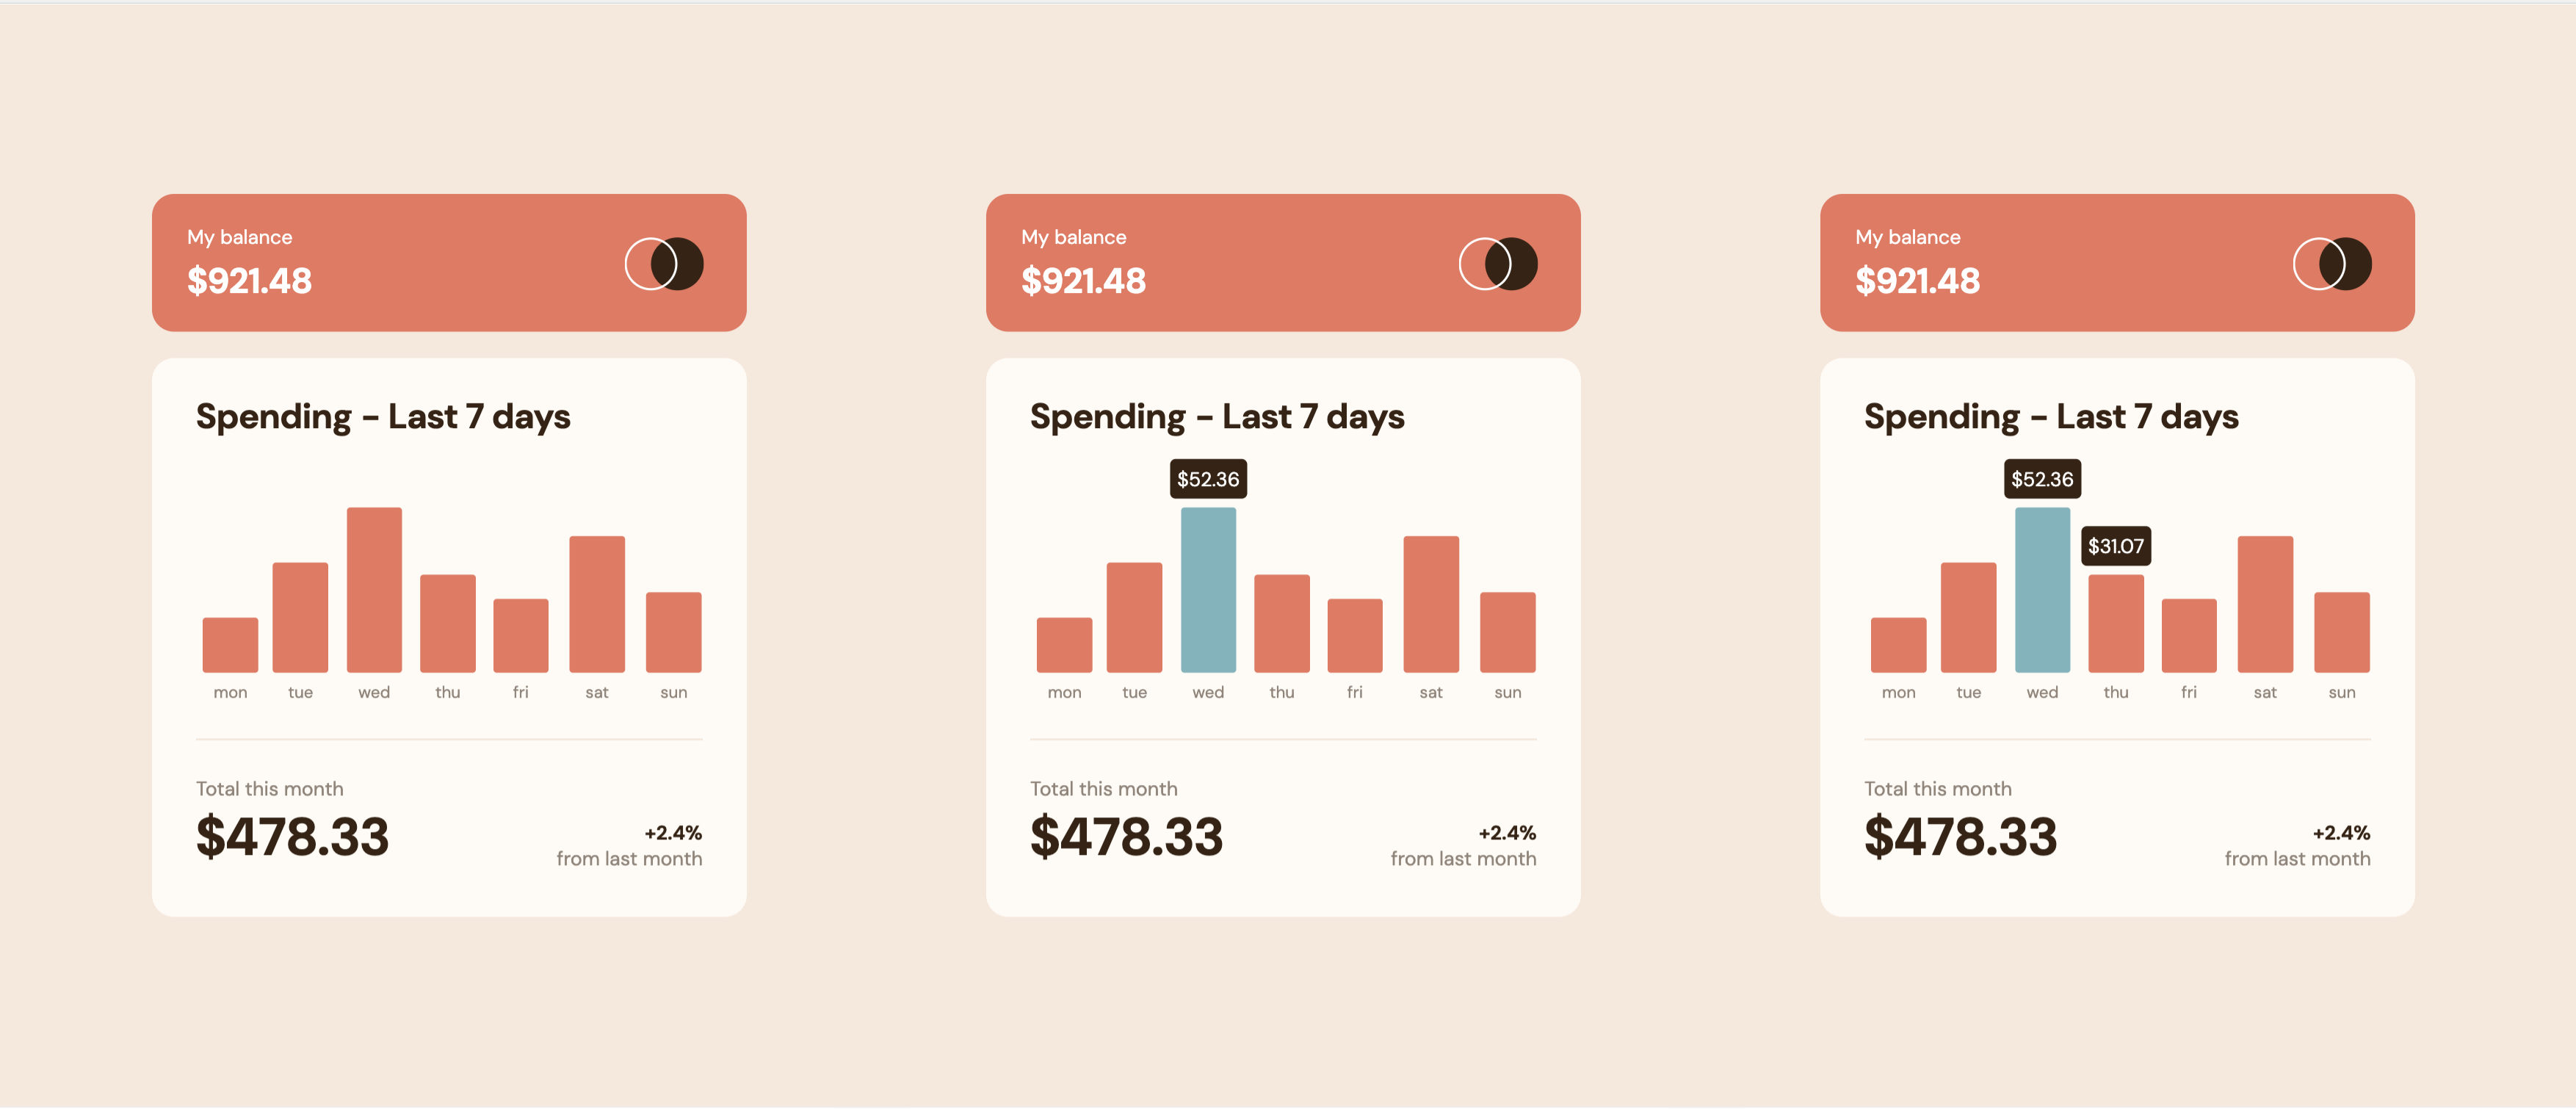 My balance
$921.48
Spending – Last 7 days
mon tue wed thu fri sat sun
Total this month
$478.33
+2.4%
from last month
My balance
$921.48
Spending – Last 7 days
$52.36
mon tue wed thu fri sat sun
Total this month
$478.33
+2.4%
from last month
My balance
$921.48
Spending – Last 7 days
$52.36
$31.07
mon tue wed thu fri sat sun
Total this month
$478.33
+2.4%
from last month